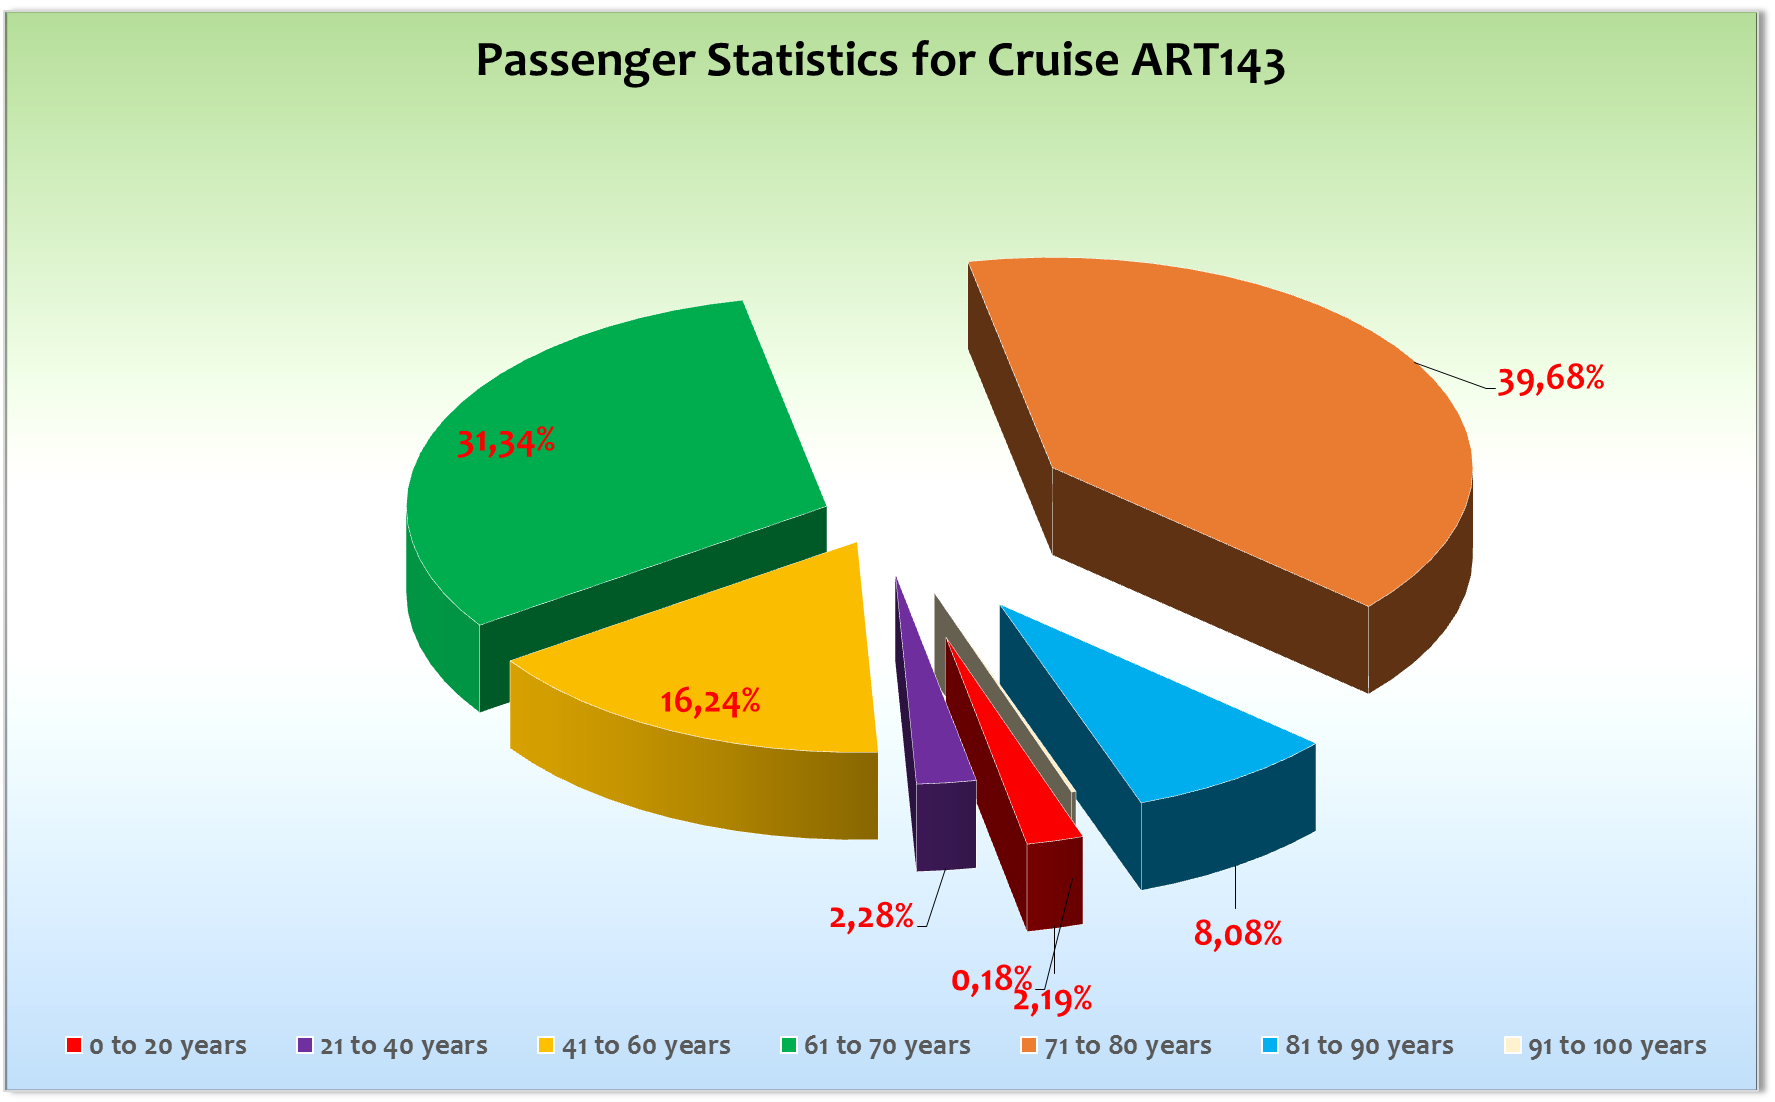 Passenger Statistics for Cruise ART143
39,68%
31,34%
16,24%
2,28%
8,08%
0,18%
2,19%
0 to 20 years
21 to 40 years
41 to 60 years
61 to 70 years
71 to 80 years
81 to 90 years
91 to 100 years